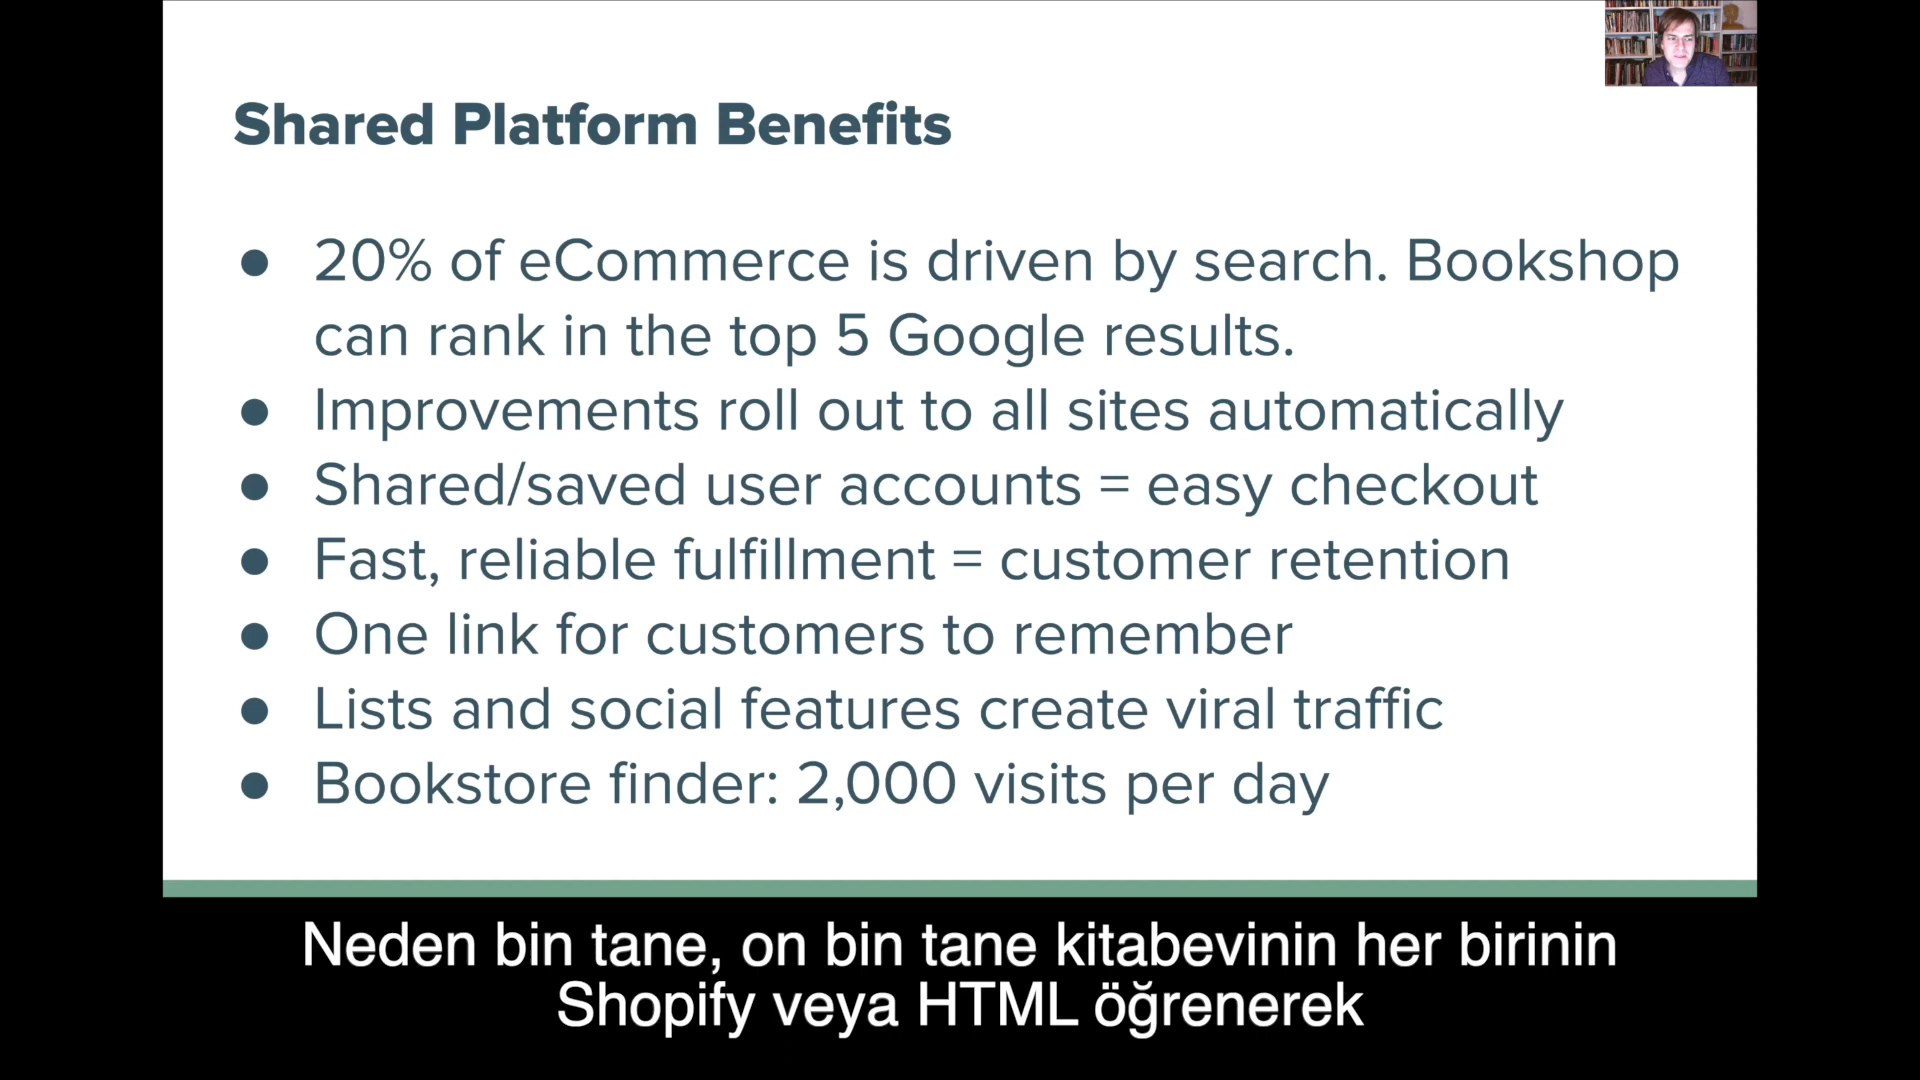 Shared Platform Benefits
● 20% of eCommerce is driven by search. Bookshop
can rank in the top 5 Google results.
● Improvements roll out to all sites automatically
● Shared/saved user accounts = easy checkout
● Fast, reliable fulfillment = customer retention
● One link for customers to remember
● Lists and social features create viral traffic
● Bookstore finder: 2,000 visits per day
Neden bin tane, on bin tane kitabevinin her birinin
Shopify veya HTML öğrenerek